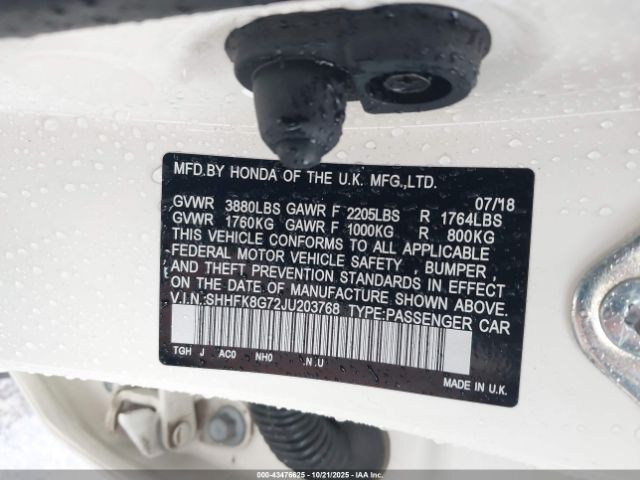 MFD.BY HONDA OF THE U.K. MFG.,LTD.
07/18
GVWR 3880LBS GAWR F 2205LBS R 1764LBS
GVWR 1760KG GAWR F 1000KG R 800KG
THIS VEHICLE CONFORMS TO ALL APPLICABLE
FEDERAL MOTOR VEHICLE SAFETY , BUMPER ,
AND THEFT PREVENTION STANDARDS IN EFFECT
ON THE DATE OF MANUFACTURE SHOWN ABOVE.
V.I.N.:SHHFK8G72JU203768 TYPE:PASSENGER CAR
TGH J AC0 NH0 .N .U
MADE IN U.K.
000-43476625 - 10/21/2025 - IAA Inc.